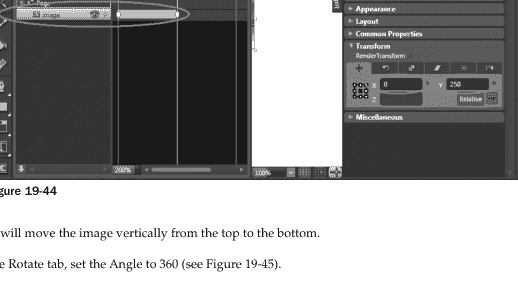 Appearance
Layout
Common Properties
Transform
RenderTransform
X 0 Y 250
Z Relative
Miscellaneous
image
200%
100%
gure 19-44
will move the image vertically from the top to the bottom.
e Rotate tab, set the Angle to 360 (see Figure 19-45).